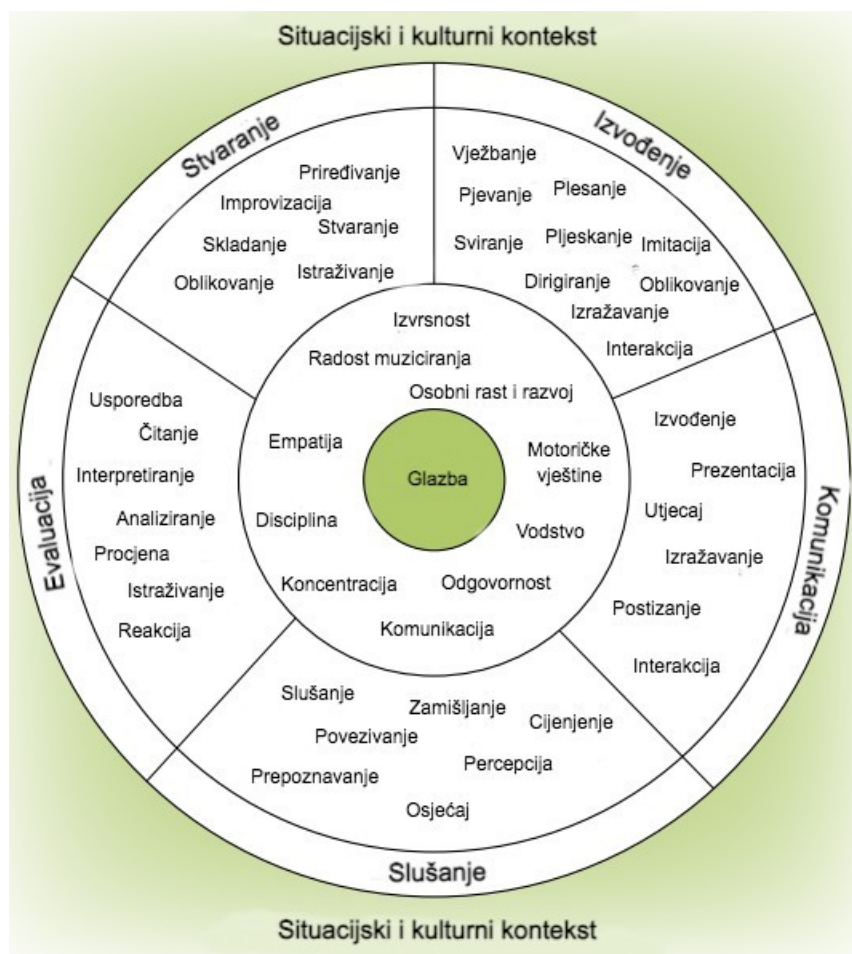 Situacijski i kulturni kontekst
Stvaranje
Priređivanje
Improvizacija
Stvaranje
Skladanje
Oblikovanje
Istraživanje
Izvođenje
Vježbanje
Pjevanje
Plesanje
Sviranje
Pljeskanje
Imitacija
Dirigiranje
Oblikovanje
Izražavanje
Interakcija
Komunikacija
Izvođenje
Prezentacija
Utjecaj
Izražavanje
Postizanje
Interakcija
Slušanje
Slušanje
Zamišljanje
Cijenjenje
Povezivanje
Percepcija
Prepoznavanje
Osjećaj
Evaluacija
Usporedba
Čitanje
Interpretiranje
Analiziranje
Procjena
Istraživanje
Reakcija
Izvrsnost
Radost muziciranja
Osobni rast i razvoj
Empatija
Motoričke
vještine
Glazba
Disciplina
Vodstvo
Koncentracija
Odgovornost
Komunikacija
Situacijski i kulturni kontekst